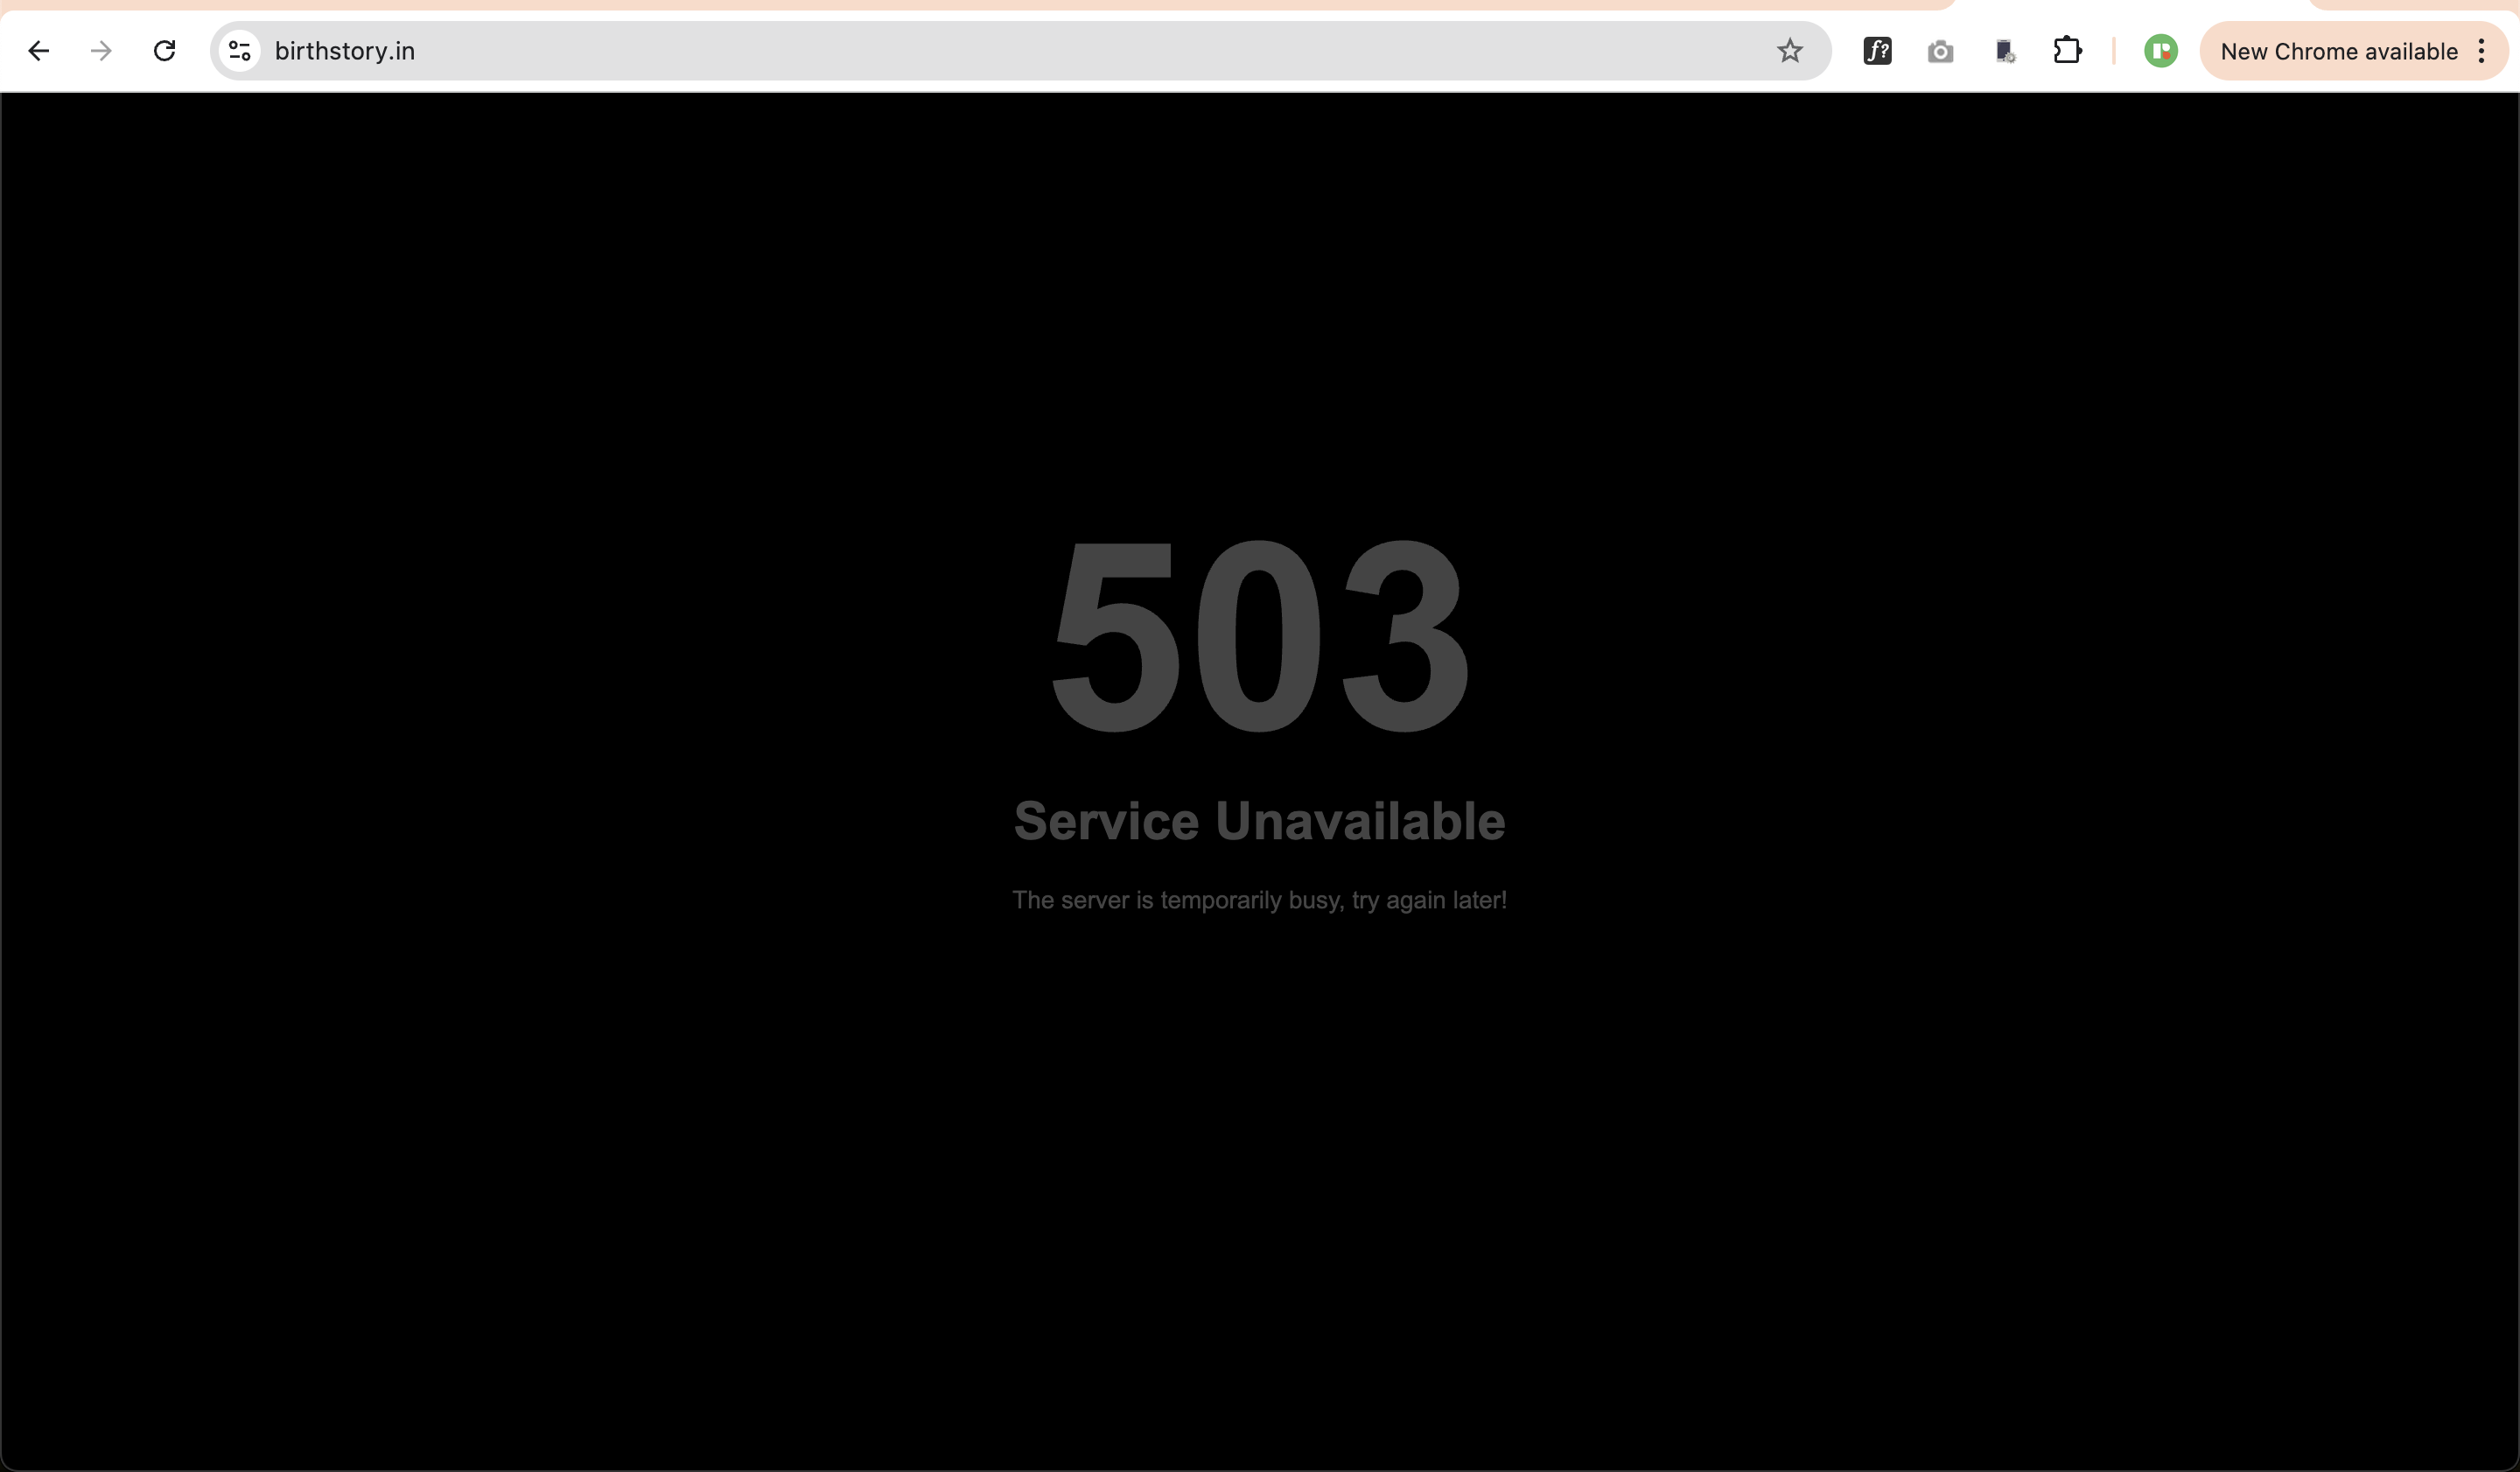 birthstory.in
f?
New Chrome available
503
Service Unavailable
The server is temporarily busy, try again later!